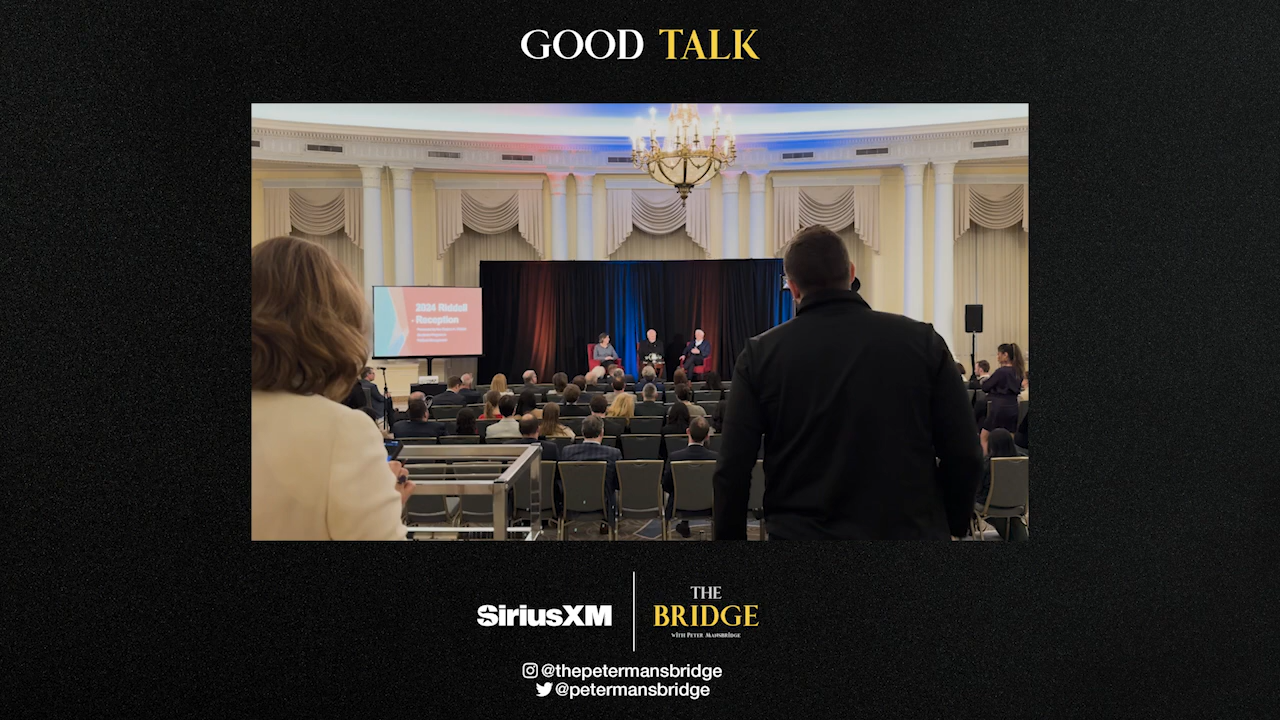 GOOD TALK
2024 Riddell
Reception
SiriusXM
THE
BRIDGE
WITH PETER MANSBRIDGE
@thepetermansbridge
@petermansbridge